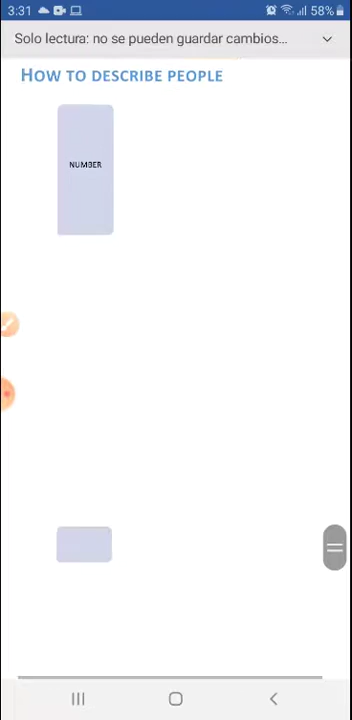 3:31 58%
Solo lectura: no se pueden guardar cambios...
HOW TO DESCRIBE PEOPLE
NUMBER